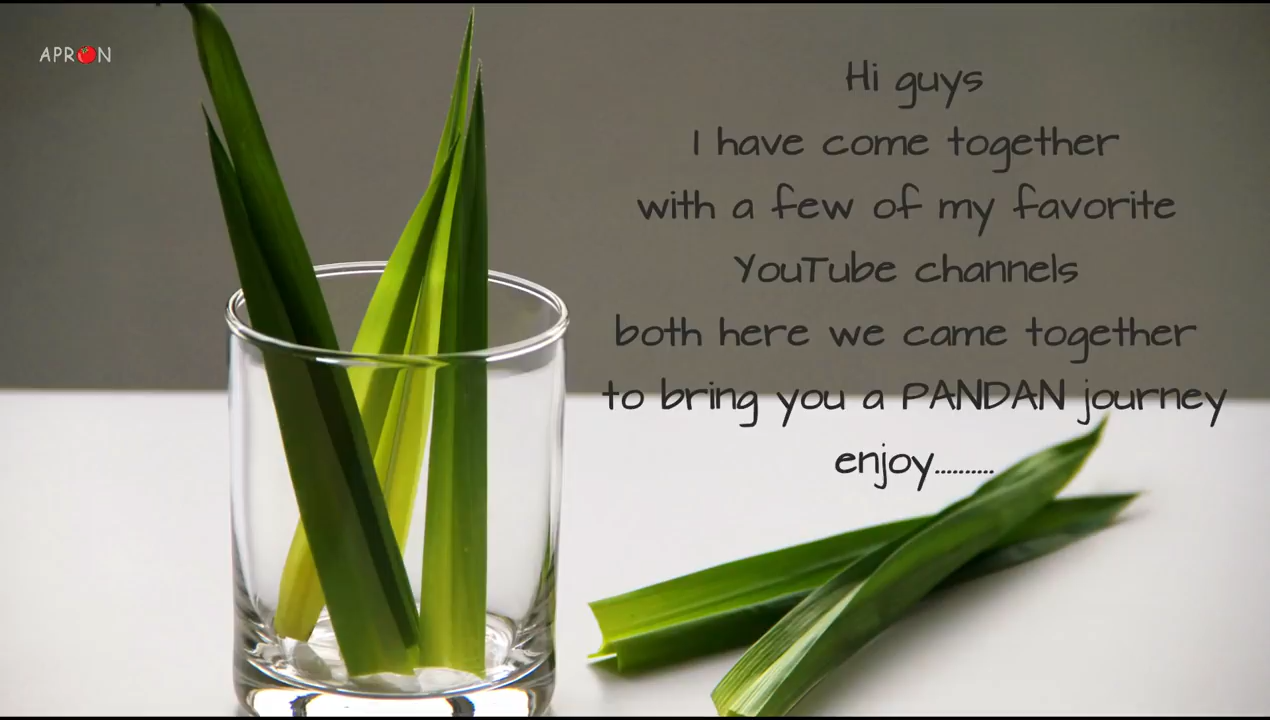 APRON
Hi guys
I have come together
with a few of my favorite
YouTube channels
both here we came together
to bring you a PANDAN journey
enjoy..........